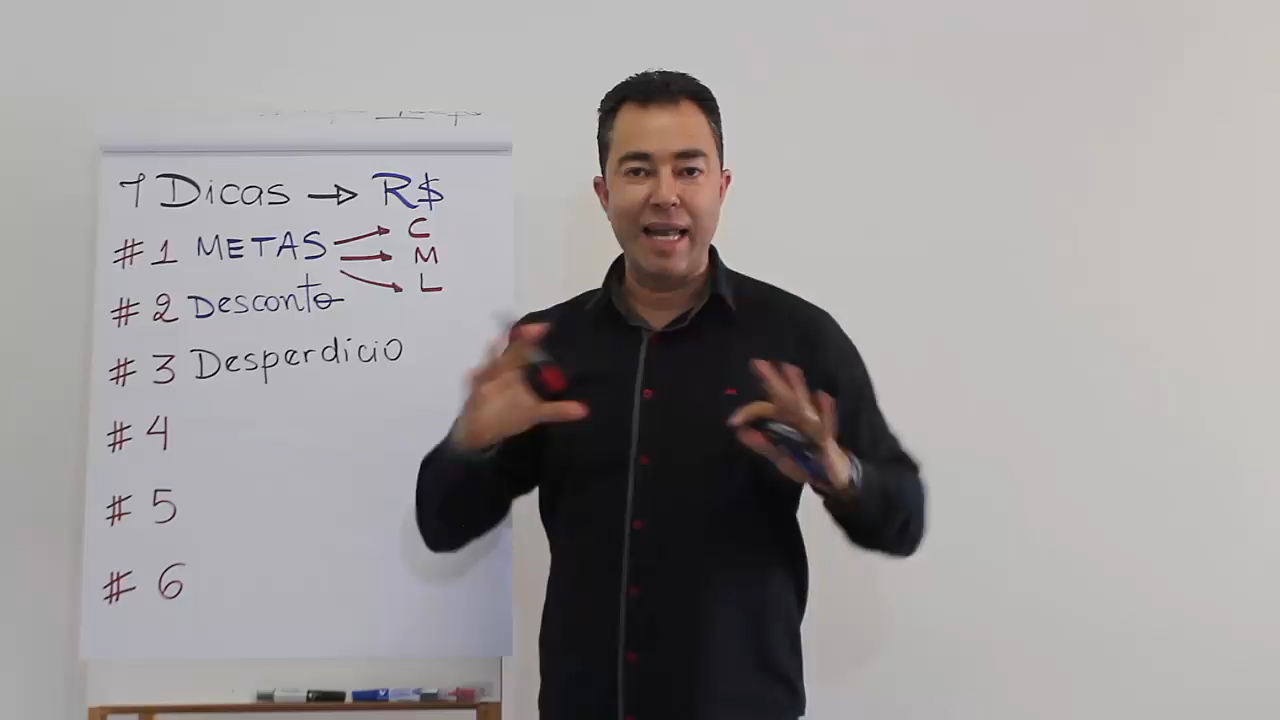 7 Dicas → R$
# 1 METAS → C
→ M
→ L
# 2 Desconto
# 3 Desperdicio
# 4
# 5
# 6